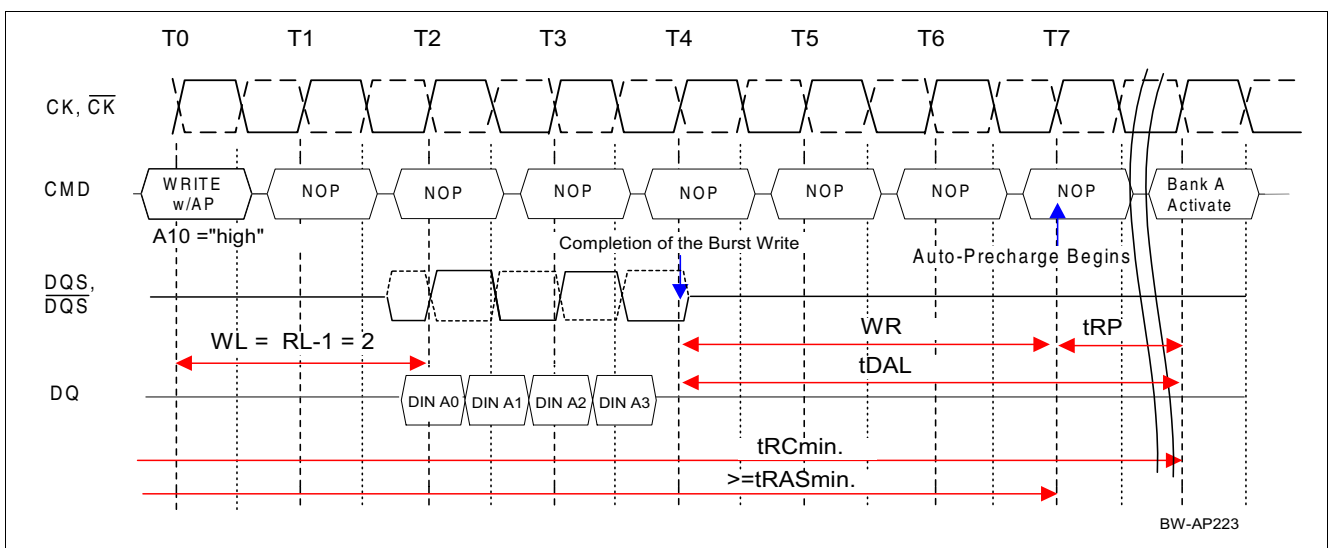 T0 T1 T2 T3 T4 T5 T6 T7
CK, CK
CMD WRITE w/AP NOP NOP NOP NOP NOP NOP NOP Bank A Activate
A10 ="high"
Completion of the Burst Write
Auto-Precharge Begins
DQS,
DQS
WL = RL-1 = 2
WR
tRP
tDAL
DQ DIN A0 DIN A1 DIN A2 DIN A3
tRCmin.
>=tRASmin.
BW-AP223